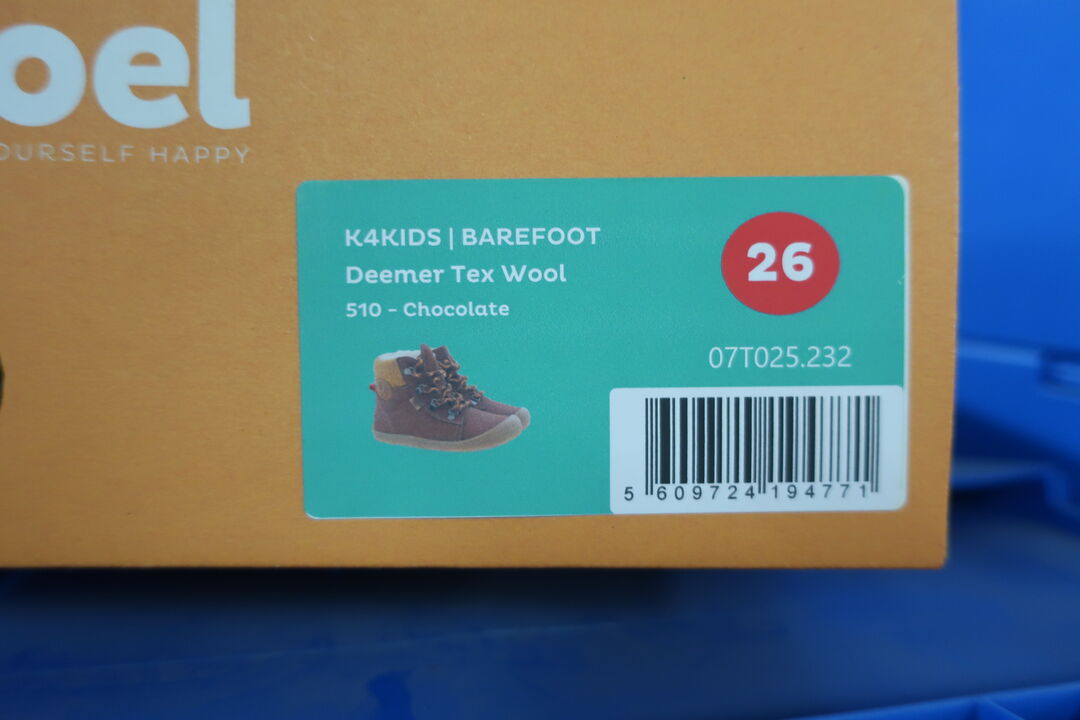 oel
OURSELF HAPPY
K4KIDS | BAREFOOT
Deemer Tex Wool
510 - Chocolate
26
07T025.232
5 609724 194771